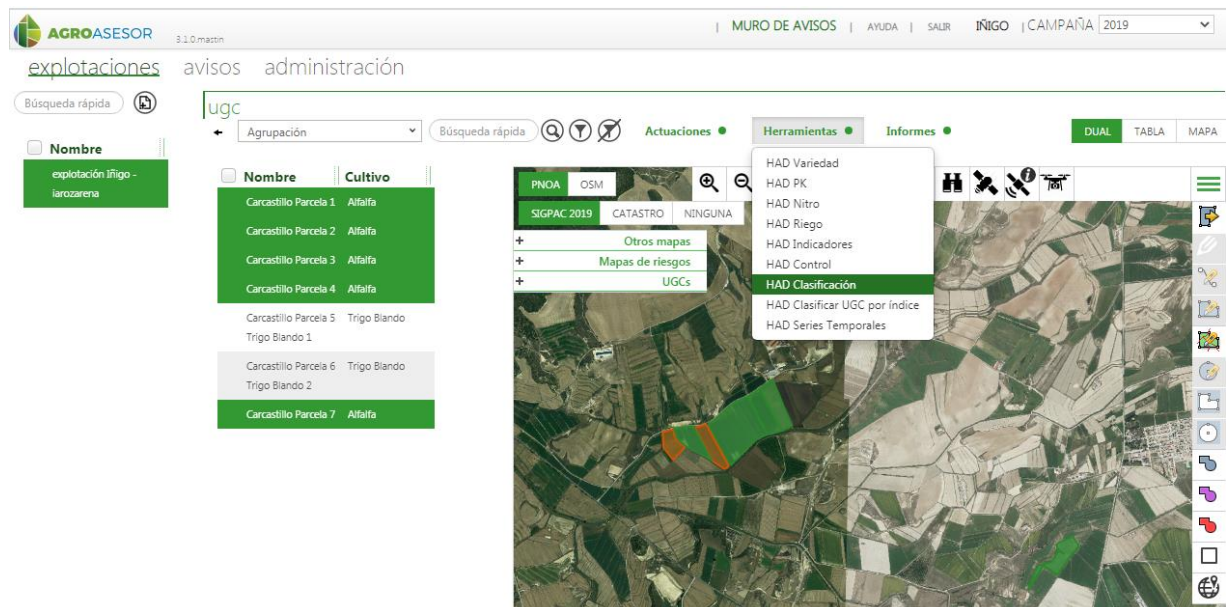 AGROASESOR 3.1.0.mastin | MURO DE AVISOS | AYUDA | SALIR IÑIGO | CAMPAÑA 2019
explotaciones avisos administración
Búsqueda rápida
ugc
Agrupación Búsqueda rápida Actuaciones Herramientas Informes DUAL TABLA MAPA
Nombre
explotación Iñigo -
iarozarena
Nombre Cultivo
Carcastillo Parcela 1 Alfalfa
Carcastillo Parcela 2 Alfalfa
Carcastillo Parcela 3 Alfalfa
Carcastillo Parcela 4 Alfalfa
Carcastillo Parcela 5 Trigo Blando
Trigo Blando 1
Carcastillo Parcela 6 Trigo Blando
Trigo Blando 2
Carcastillo Parcela 7 Alfalfa
HAD Variedad
HAD PK
HAD Nitro
HAD Riego
HAD Indicadores
HAD Control
HAD Clasificación
HAD Clasificar UGC por índice
HAD Series Temporales
PNOA OSM
SIGPAC 2019 CATASTRO NINGUNA
+ Otros mapas
+ Mapas de riesgos
+ UGCs